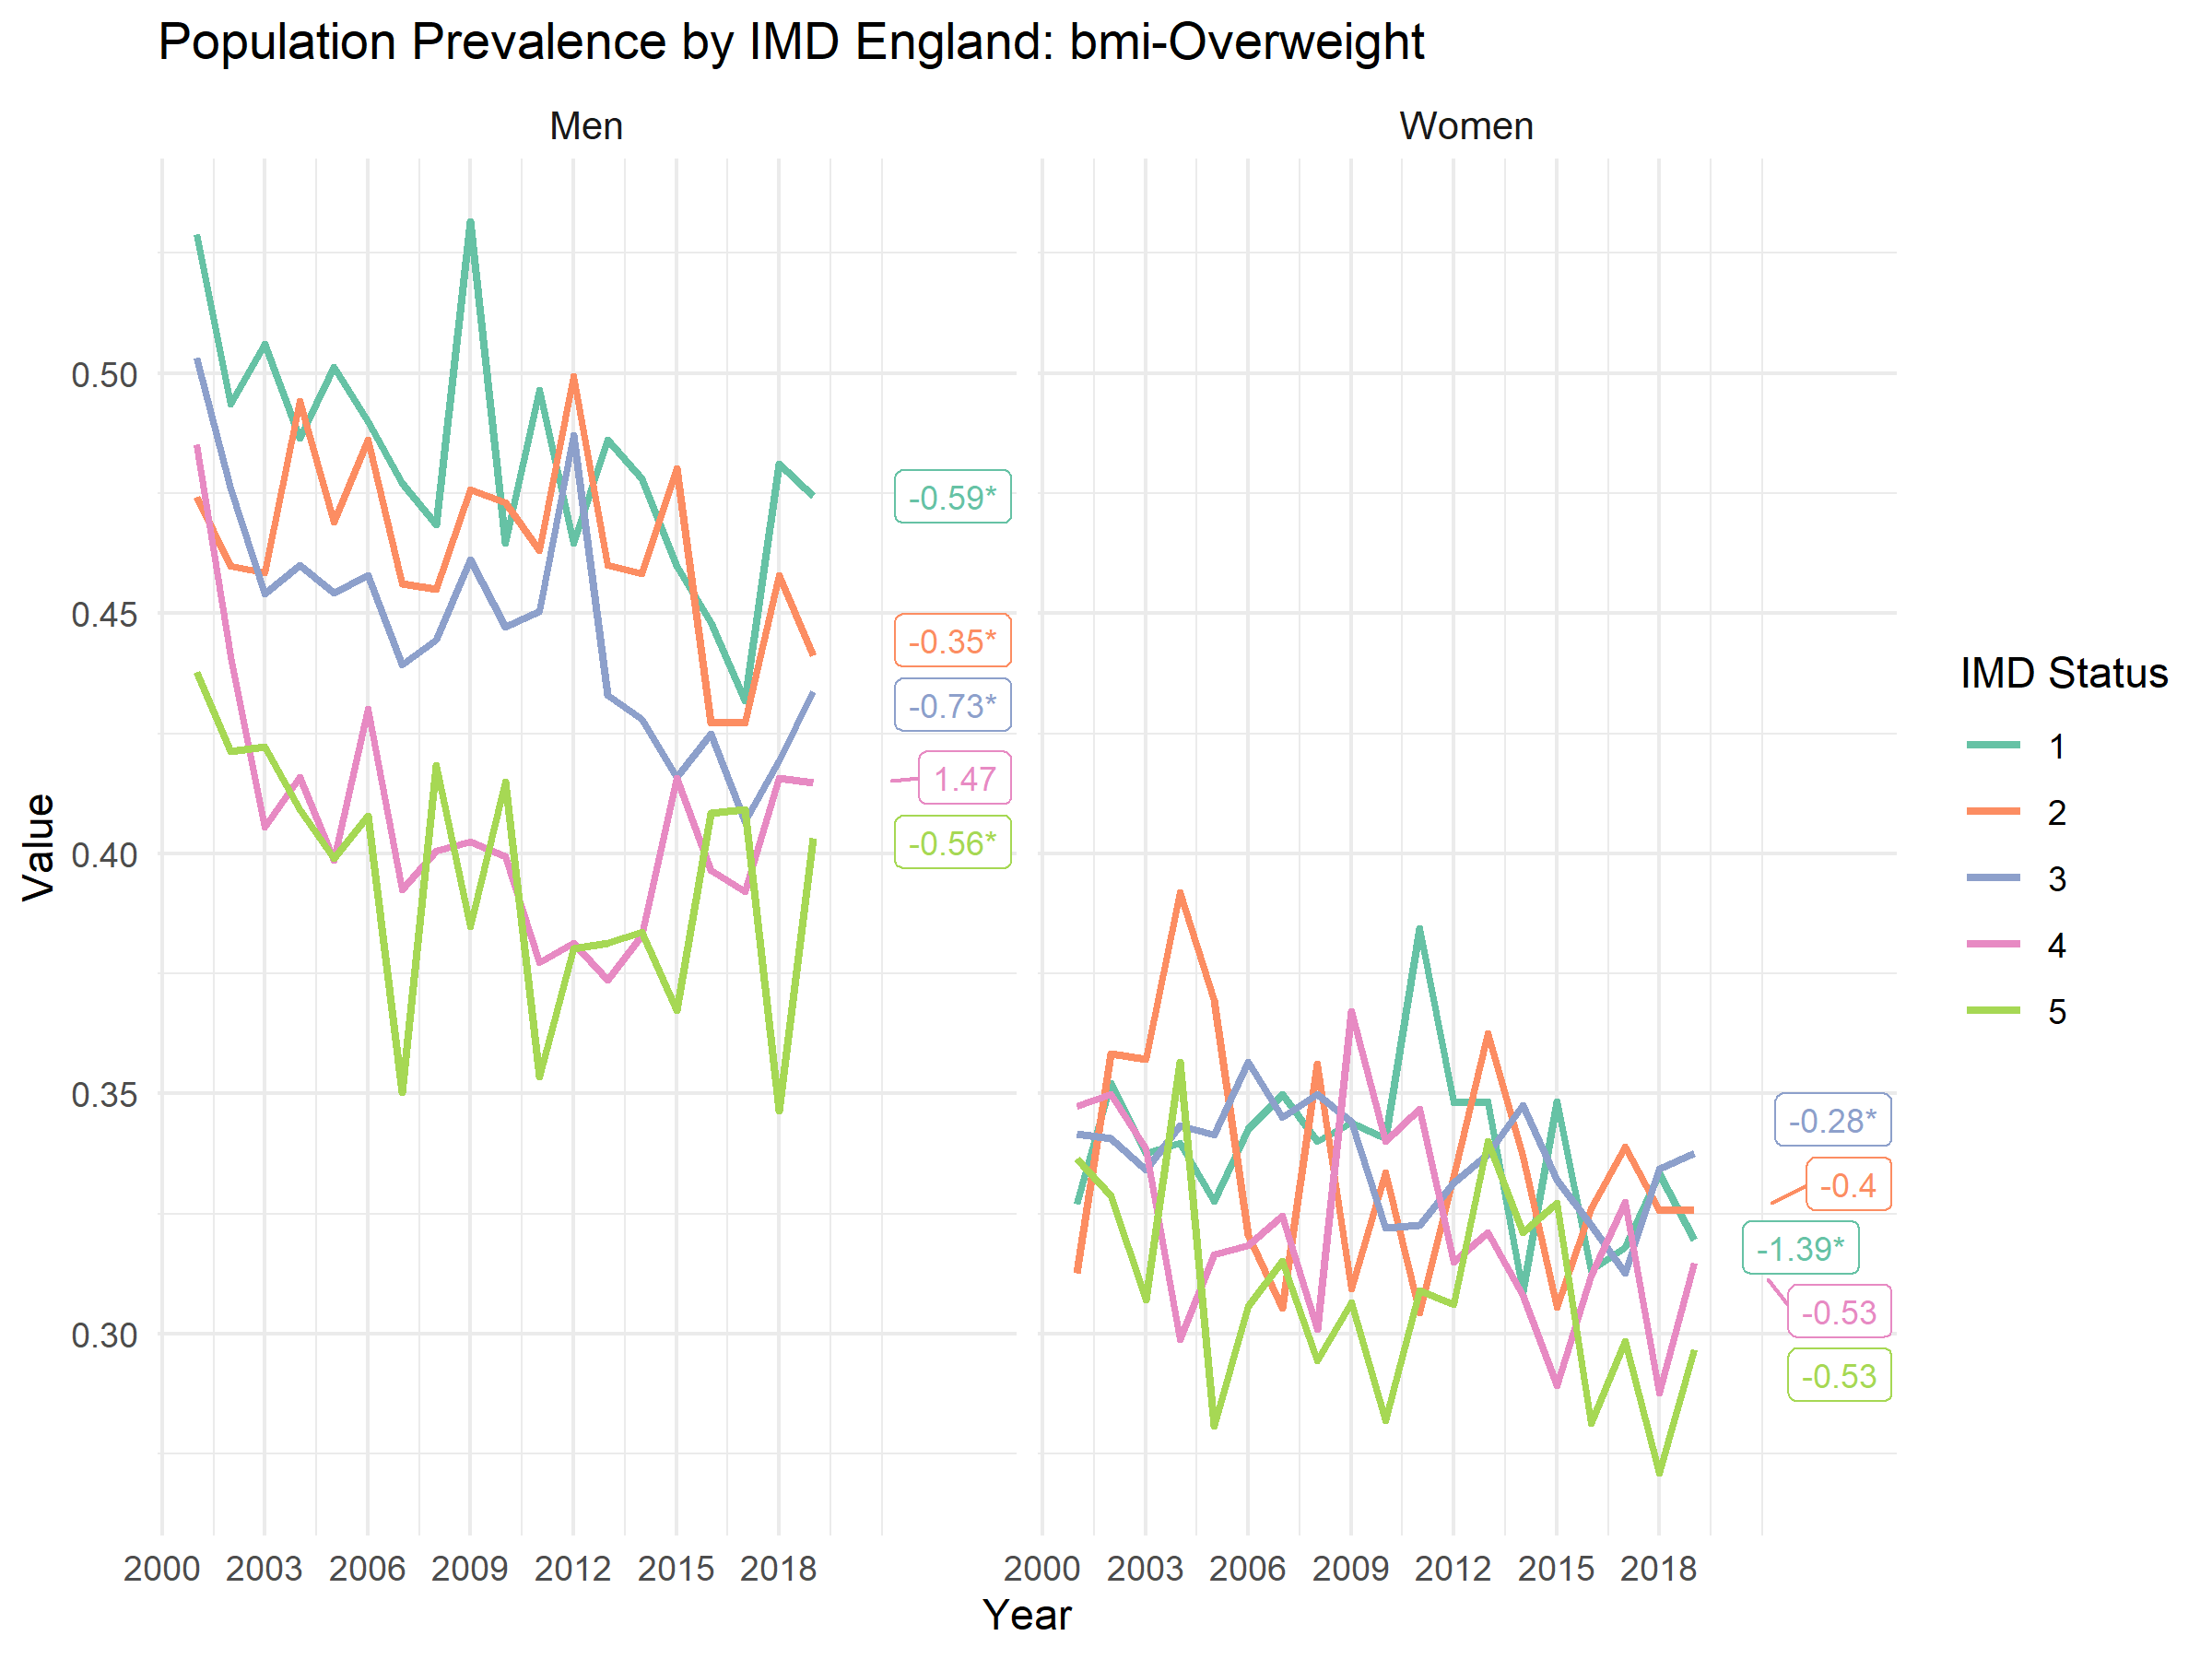 Population Prevalence by IMD England: bmi-Overweight
Men
Women
Value
0.50
0.45
0.40
0.35
0.30
-0.59*
-0.35*
-0.73*
1.47
-0.56*
-0.28*
-0.4
-1.39*
-0.53
-0.53
2000 2003 2006 2009 2012 2015 2018
2000 2003 2006 2009 2012 2015 2018
Year
IMD Status
1
2
3
4
5